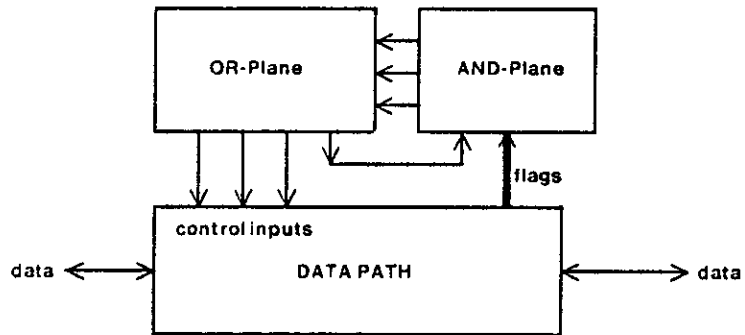 OR-Plane
AND-Plane
flags
control inputs
data
DATA PATH
data